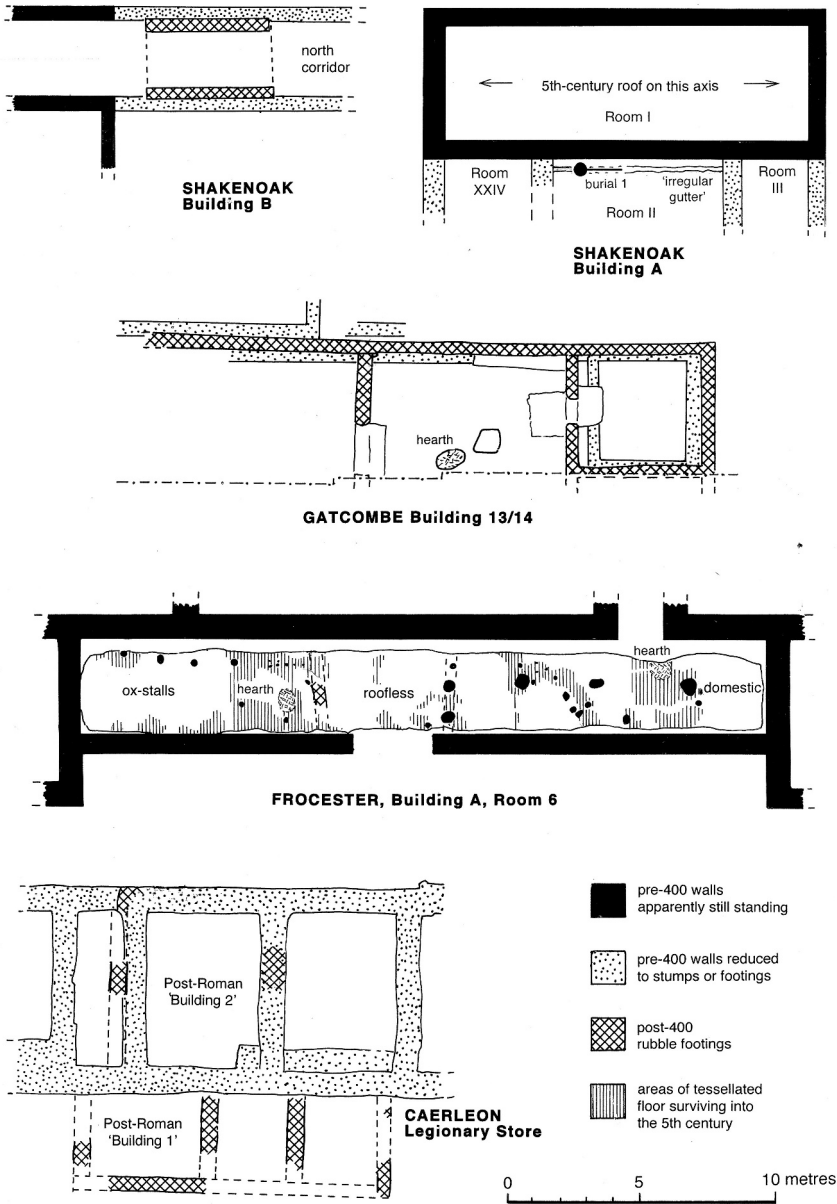 north
corridor
SHAKENOAK
Building B
5th-century roof on this axis
Room I
Room
XXIV
burial 1
'irregular
gutter'
Room II
Room
III
SHAKENOAK
Building A
hearth
GATCOMBE Building 13/14
ox-stalls
hearth
roofless
hearth
domestic
FROCESTER, Building A, Room 6
Post-Roman
'Building 2'
Post-Roman
'Building 1'
CAERLEON
Legionary Store
pre-400 walls
apparently still standing
pre-400 walls reduced
to stumps or footings
post-400
rubble footings
areas of tessellated
floor surviving into
the 5th century
0 5 10 metres